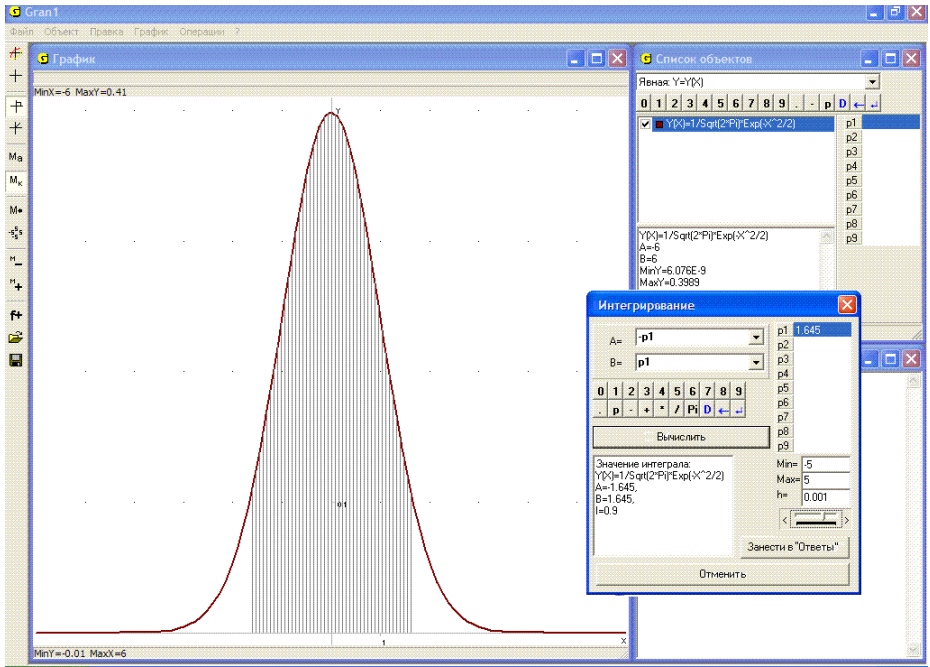 Gran1
Файл Объект Правка График Операции ?
График
MinX=-6 MaxY=0.41
Y
0.1
1
X
MinY=-0.01 MaxX=6
Ma
Mк
M•
M
M+
f+
Список объектов
Явная: Y=Y(X)
0 1 2 3 4 5 6 7 8 9 . - p D ← ↲
Y(X)=1/Sqrt(2*Pi)*Exp(-X^2/2)
p1
p2
p3
p4
p5
p6
p7
p8
p9
Y(X)=1/Sqrt(2*Pi)*Exp(-X^2/2)
A=-6
B=6
MinY=6.076E-9
MaxY=0.3989
Интегрирование
A= -p1
B= p1
0 1 2 3 4 5 6 7 8 9
. p - + * / Pi D ← ↲
Вычислить
Значение интеграла:
Y(X)=1/Sqrt(2*Pi)*Exp(-X^2/2)
A=-1.645,
B=1.645,
I=0.9
p1 1.645
p2
p3
p4
p5
p6
p7
p8
p9
Min= -5
Max= 5
h= 0.001
< >
Занести в "Ответы"
Отменить